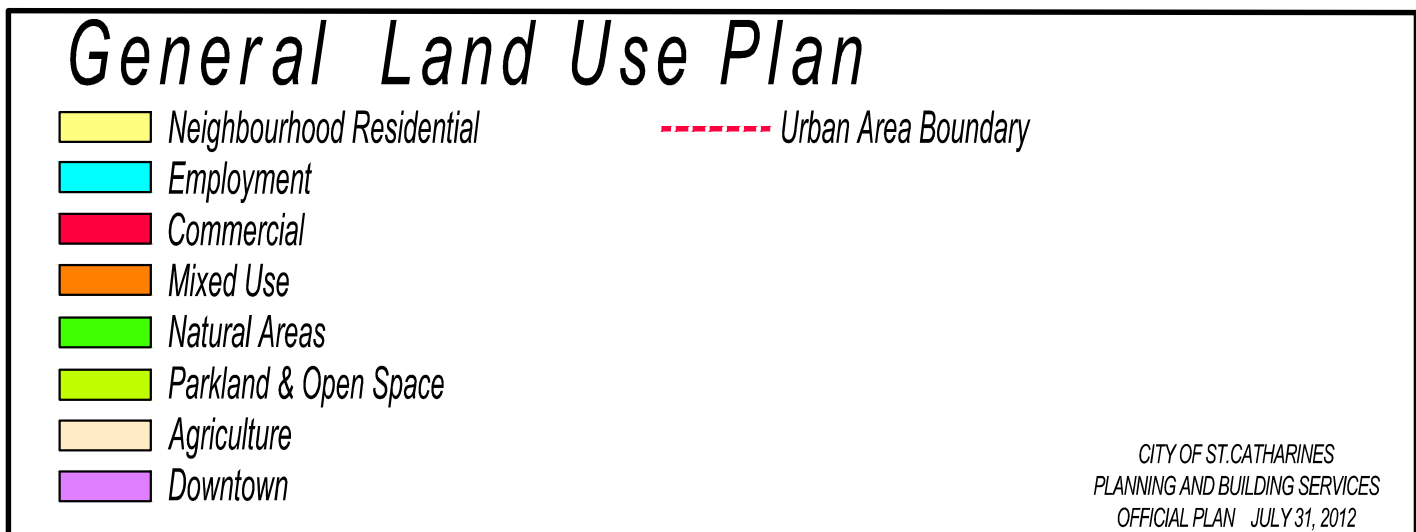 General Land Use Plan
Neighbourhood Residential
Urban Area Boundary
Employment
Commercial
Mixed Use
Natural Areas
Parkland & Open Space
Agriculture
Downtown
CITY OF ST.CATHARINES
PLANNING AND BUILDING SERVICES
OFFICIAL PLAN JULY 31, 2012